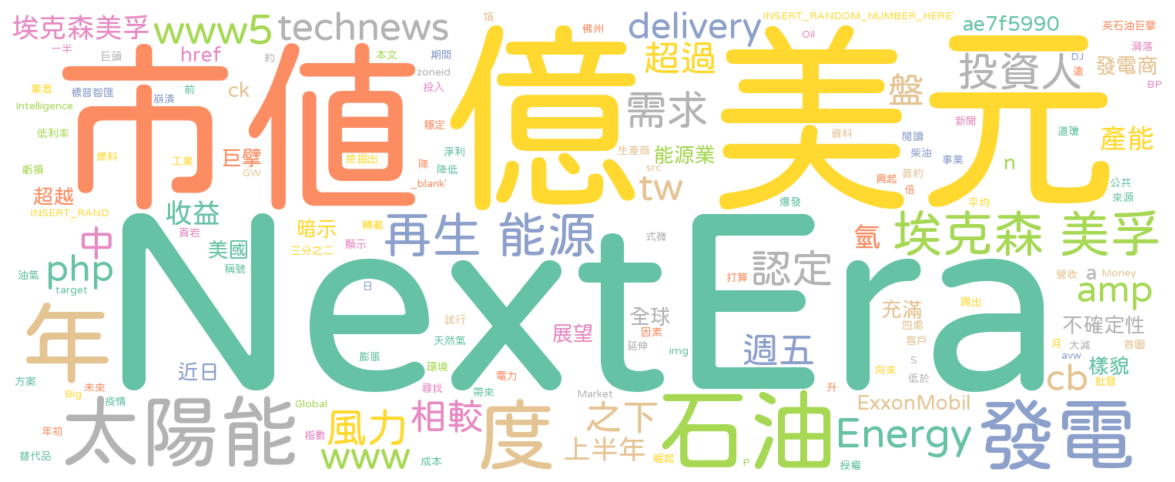 埃克森美孚 www5 technews delivery INSERT_RANDOM_NUMBER_HERE ae7f5990 英石油巨擘
一半 巨頭 href 約 本文 期間 項 佛州 超過 Oil 投資人 DJ 滑落
業者 標普智匯 前 ck zoneid 投入 盤 遠 發電商 BP
Intelligence 崩潰 市值 億 美元 需求 新聞
低利率 穩定 資料 閱讀 道瓊 產能
虧損 燃料 工業 巨擘 挖掘出 淨利 生產商 能源業 柴油 事業 n
GW 降 降低 src 簽約
超越 _blank' tw 興起 倍 公共
INSERT_RAND 收益 爆發 平均 來源
中 頁岩 美國 暗示 轉載 再生 能源 式微 氫 埃克森 美孚
三分之二 顯示 認定
油氣 php 稱號 打算 營收 a Money
target NextEra amp
年 日 試行 全球 充滿 踢出
天然氣 展望 因素 四處 不確定性
延伸 週五 客戶 月 大減 首圖
近日 膨脹 環境 img s avw 樣貌
方案 未來 電力 向來 低於 cb 批發
Big 疫情 尋找 帶來 Market 升
太陽能 Global 風力 相較 度 之下 石油 ExxonMobil 發電
年初 指數 上半年 Energy
替代品 www 成本 崛起 P 授權